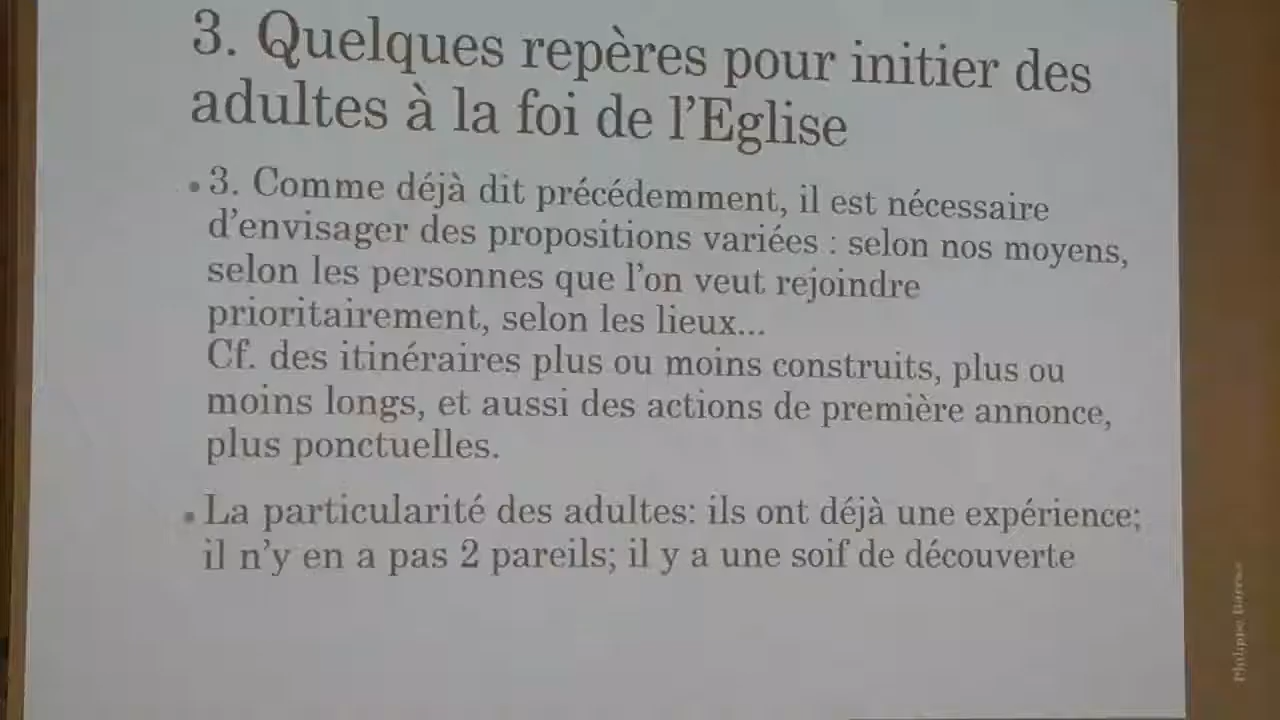 3. Quelques repères pour initier des
adultes à la foi de l'Eglise
• 3. Comme déjà dit précédemment, il est nécessaire
d'envisager des propositions variées : selon nos moyens,
selon les personnes que l'on veut rejoindre
prioritairement, selon les lieux...
Cf. des itinéraires plus ou moins construits, plus ou
moins longs, et aussi des actions de première annonce,
plus ponctuelles.
• La particularité des adultes: ils ont déjà une expérience;
il n'y en a pas 2 pareils; il y a une soif de découverte
Philippe